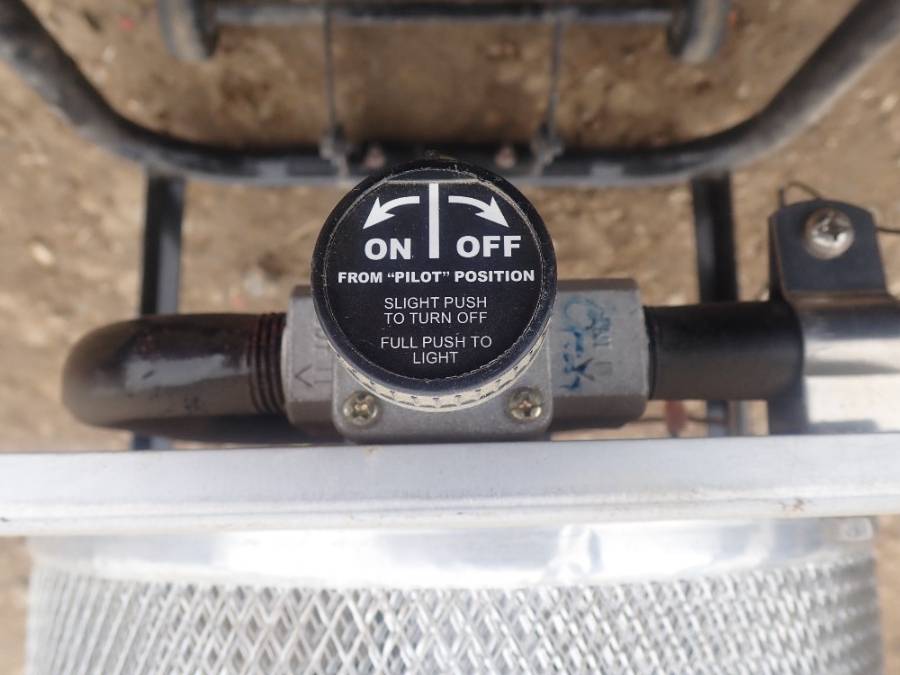 ON OFF
FROM "PILOT" POSITION
SLIGHT PUSH
TO TURN OFF
FULL PUSH TO
LIGHT